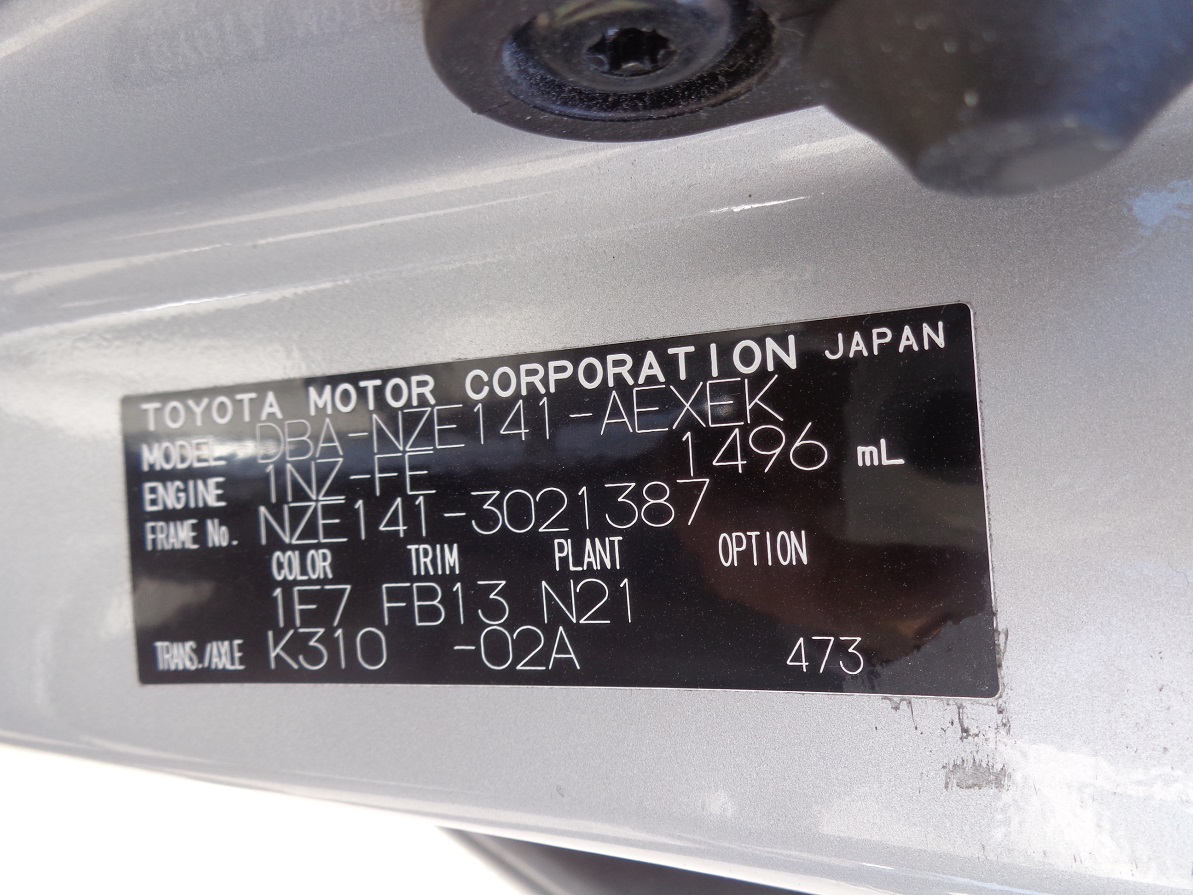 TOYOTA MOTOR CORPORATION JAPAN
MODEL DBA-NZE141-AEXEK
ENGINE 1NZ-FE 1496 mL
FRAME No. NZE141-3021387
COLOR TRIM PLANT OPTION
1F7 FB13 N21
TRANS./AXLE K310 -02A 473